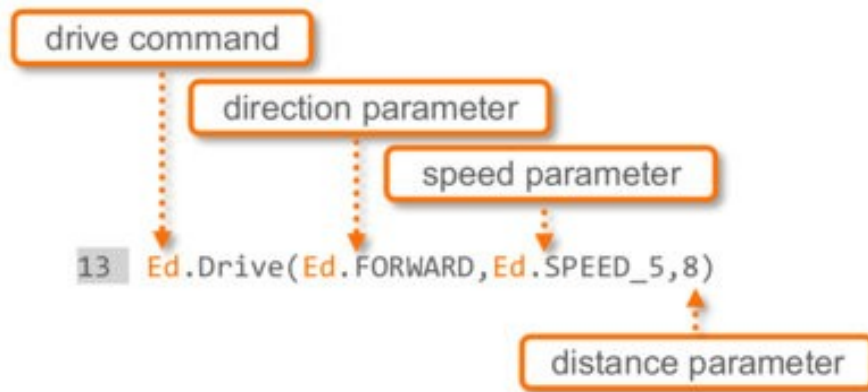 drive command
direction parameter
speed parameter
13 Ed.Drive(Ed.FORWARD,Ed.SPEED_5,8)
distance parameter